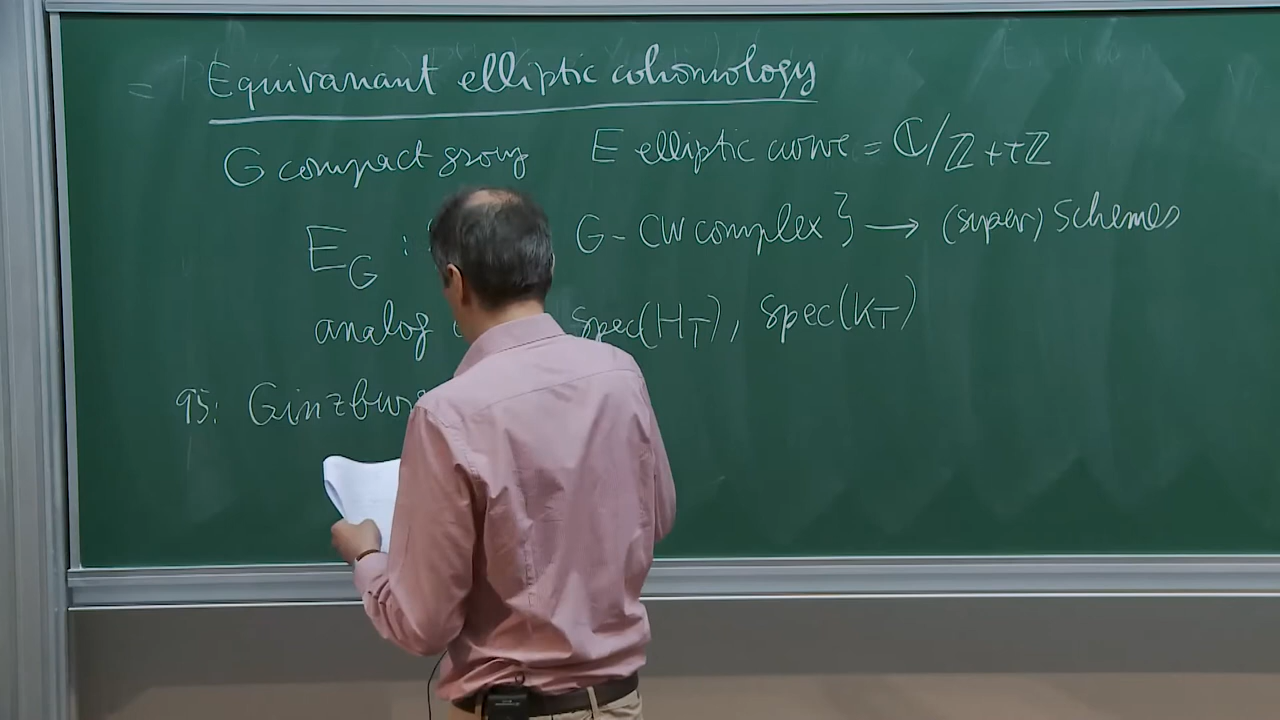 = Equivariant elliptic cohomology
G compact group E elliptic curve = ℂ/ℤ+τℤ
E_G : G-CW complex} → (super) Schemes
analog Spec(H_T), Spec(K_T)
95: Ginzburg